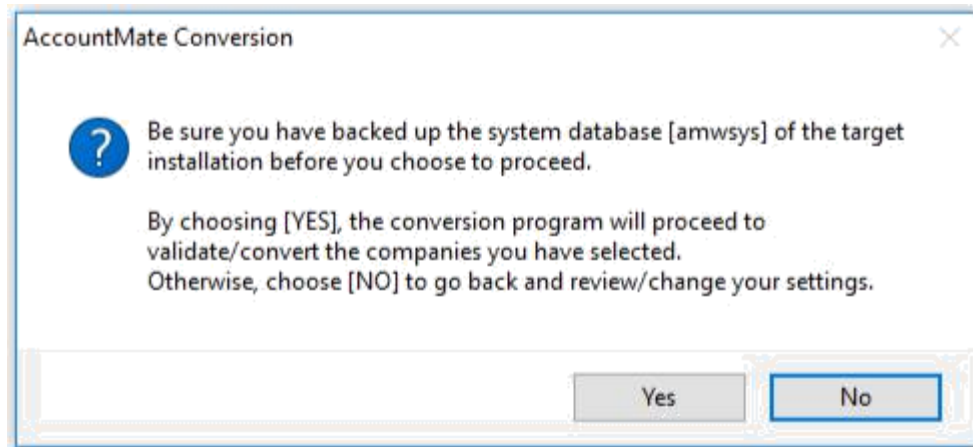 AccountMate Conversion
Be sure you have backed up the system database [amwsys] of the target
installation before you choose to proceed.
By choosing [YES], the conversion program will proceed to
validate/convert the companies you have selected.
Otherwise, choose [NO] to go back and review/change your settings.
Yes
No